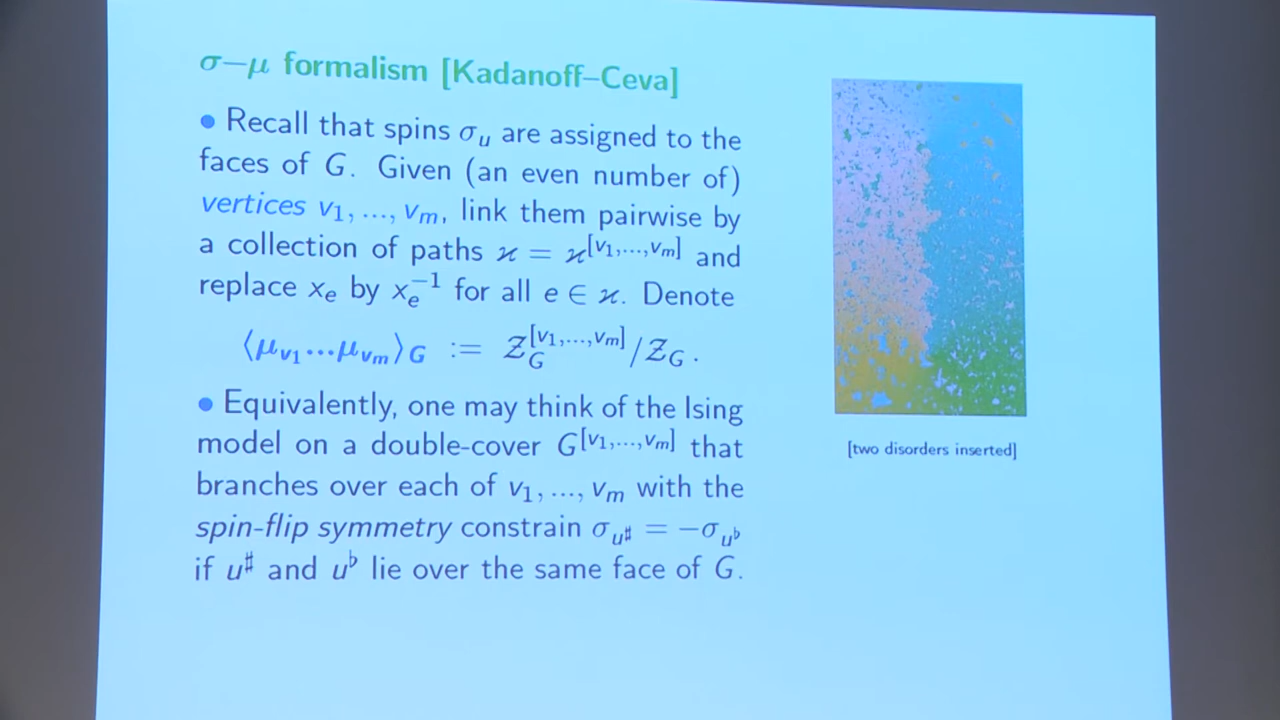 σ−μ formalism [Kadanoff–Ceva]
• Recall that spins σ_u are assigned to the
faces of G. Given (an even number of)
vertices v_1, ..., v_m, link them pairwise by
a collection of paths ϰ = ϰ^[v_1,...,v_m] and
replace x_e by x_e^{−1} for all e ∈ ϰ. Denote
⟨μ_{v_1}...μ_{v_m}⟩_G := Z_G^{[v_1,...,v_m]}/Z_G .
• Equivalently, one may think of the Ising
model on a double-cover G^[v_1,...,v_m] that
branches over each of v_1, ..., v_m with the
spin-flip symmetry constrain σ_{u^♯} = −σ_{u^♭}
if u^♯ and u^♭ lie over the same face of G.
[two disorders inserted]